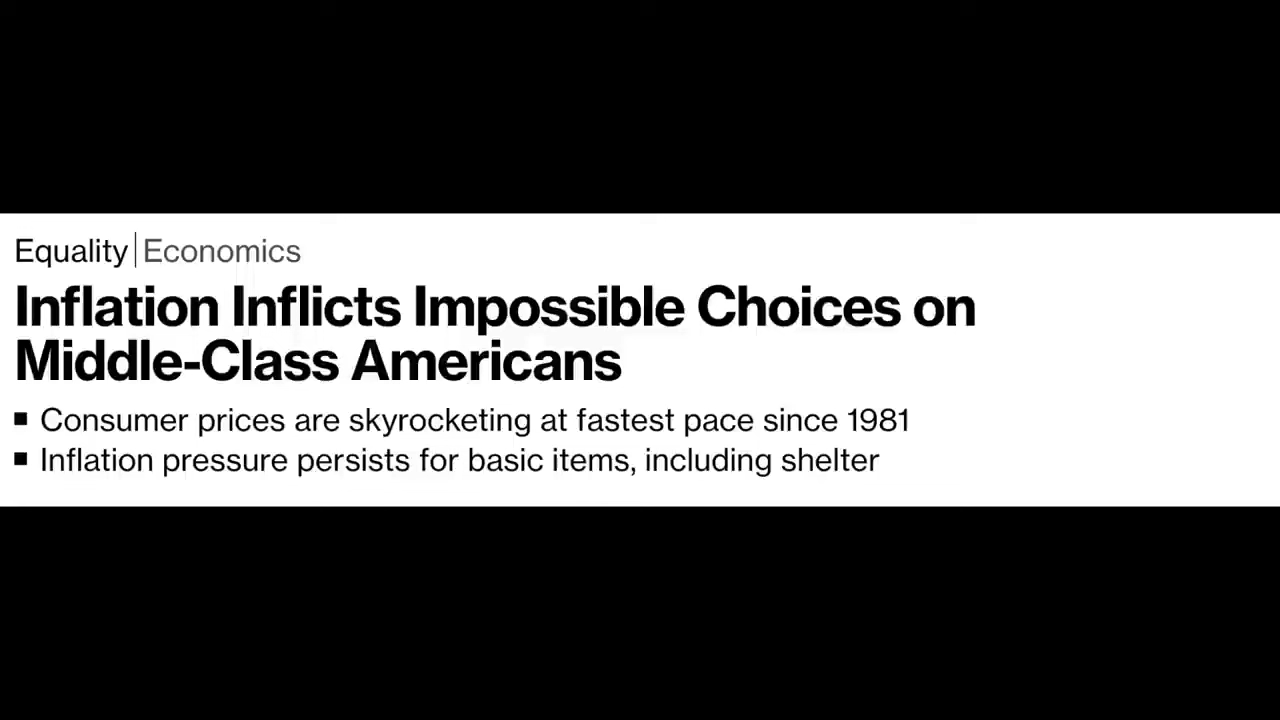 Equality | Economics
Inflation Inflicts Impossible Choices on
Middle-Class Americans
▪ Consumer prices are skyrocketing at fastest pace since 1981
▪ Inflation pressure persists for basic items, including shelter